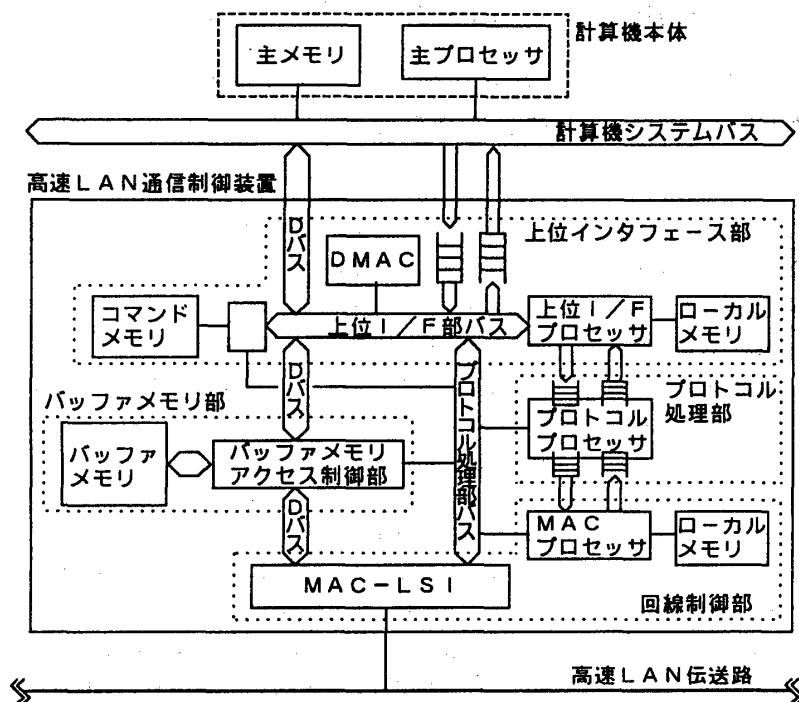 計算機本体
主メモリ
主プロセッサ
計算機システムバス
高速LAN通信制御装置
Dバス
DMAC
上位インタフェース部
コマンド
メモリ
上位I/F部バス
上位I/F
プロセッサ
ローカル
メモリ
Dバス
プロトコル処理部バス
プロトコル
処理部
バッファメモリ部
バッファ
メモリ
バッファメモリ
アクセス制御部
プロトコル
プロセッサ
Dバス
MAC
プロセッサ
ローカル
メモリ
MAC-LSI
回線制御部
高速LAN伝送路